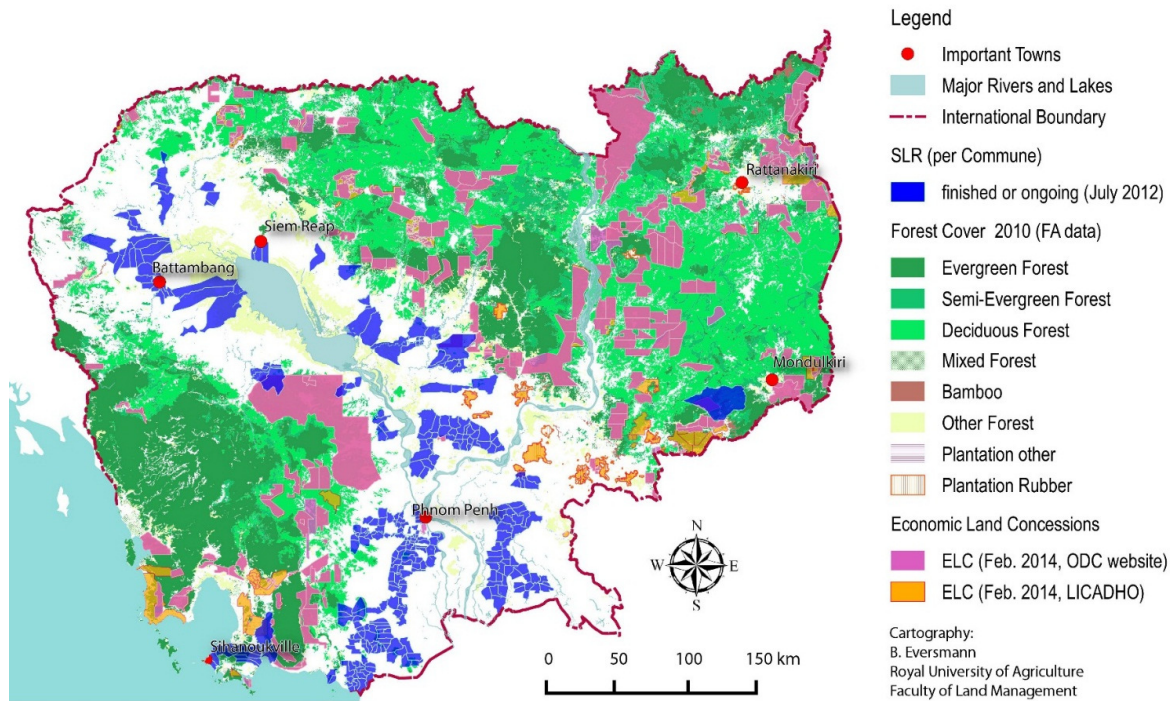 Legend
Important Towns
Major Rivers and Lakes
International Boundary
SLR (per Commune)
finished or ongoing (July 2012)
Forest Cover 2010 (FA data)
Evergreen Forest
Semi-Evergreen Forest
Deciduous Forest
Mixed Forest
Bamboo
Other Forest
Plantation other
Plantation Rubber
Economic Land Concessions
ELC (Feb. 2014, ODC website)
ELC (Feb. 2014, LICADHO)
Cartography:
B. Eversmann
Royal University of Agriculture
Faculty of Land Management
Rattanakiri
Siem Reap
Battambang
Mondulkiri
Phnom Penh
Sihanoukville
N
W E
S
0 50 100 150 km